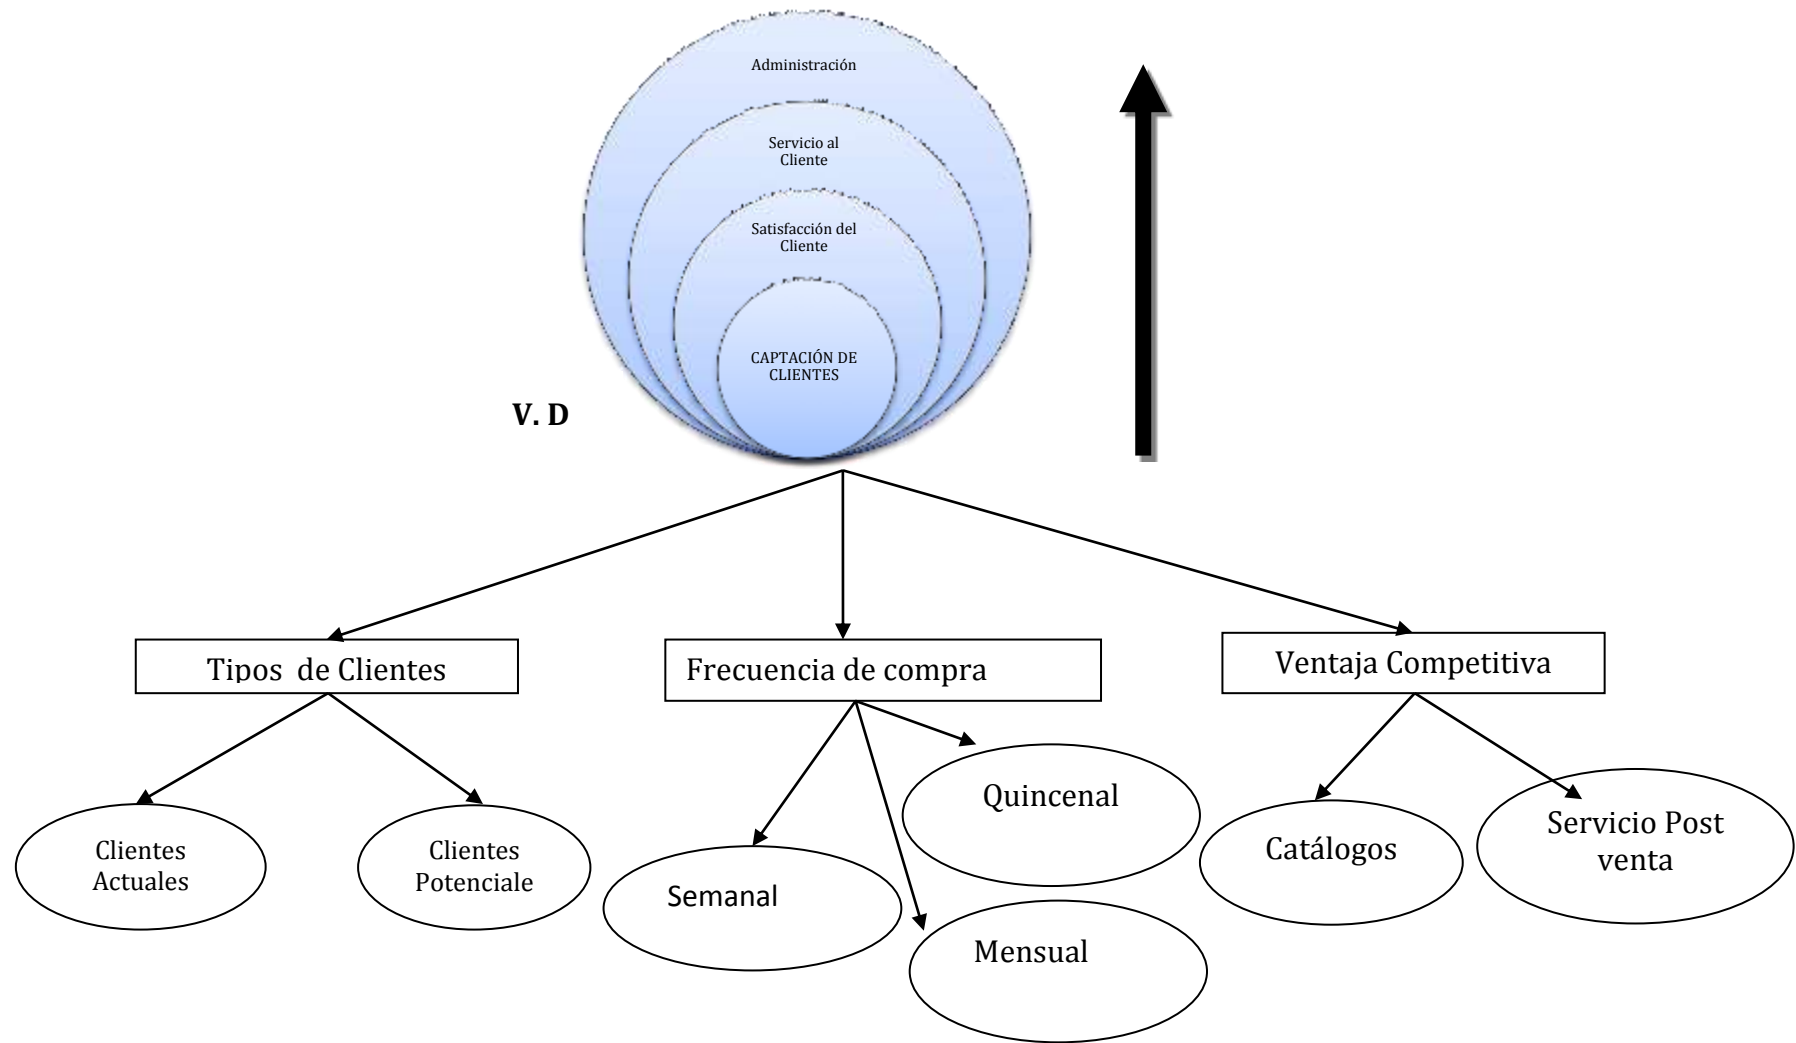 Administración
Servicio al
Cliente
Satisfacción del
Cliente
CAPTACIÓN DE
CLIENTES
V. D
Tipos de Clientes
Frecuencia de compra
Ventaja Competitiva
Clientes
Actuales
Clientes
Potenciale
Semanal
Quincenal
Mensual
Catálogos
Servicio Post
venta